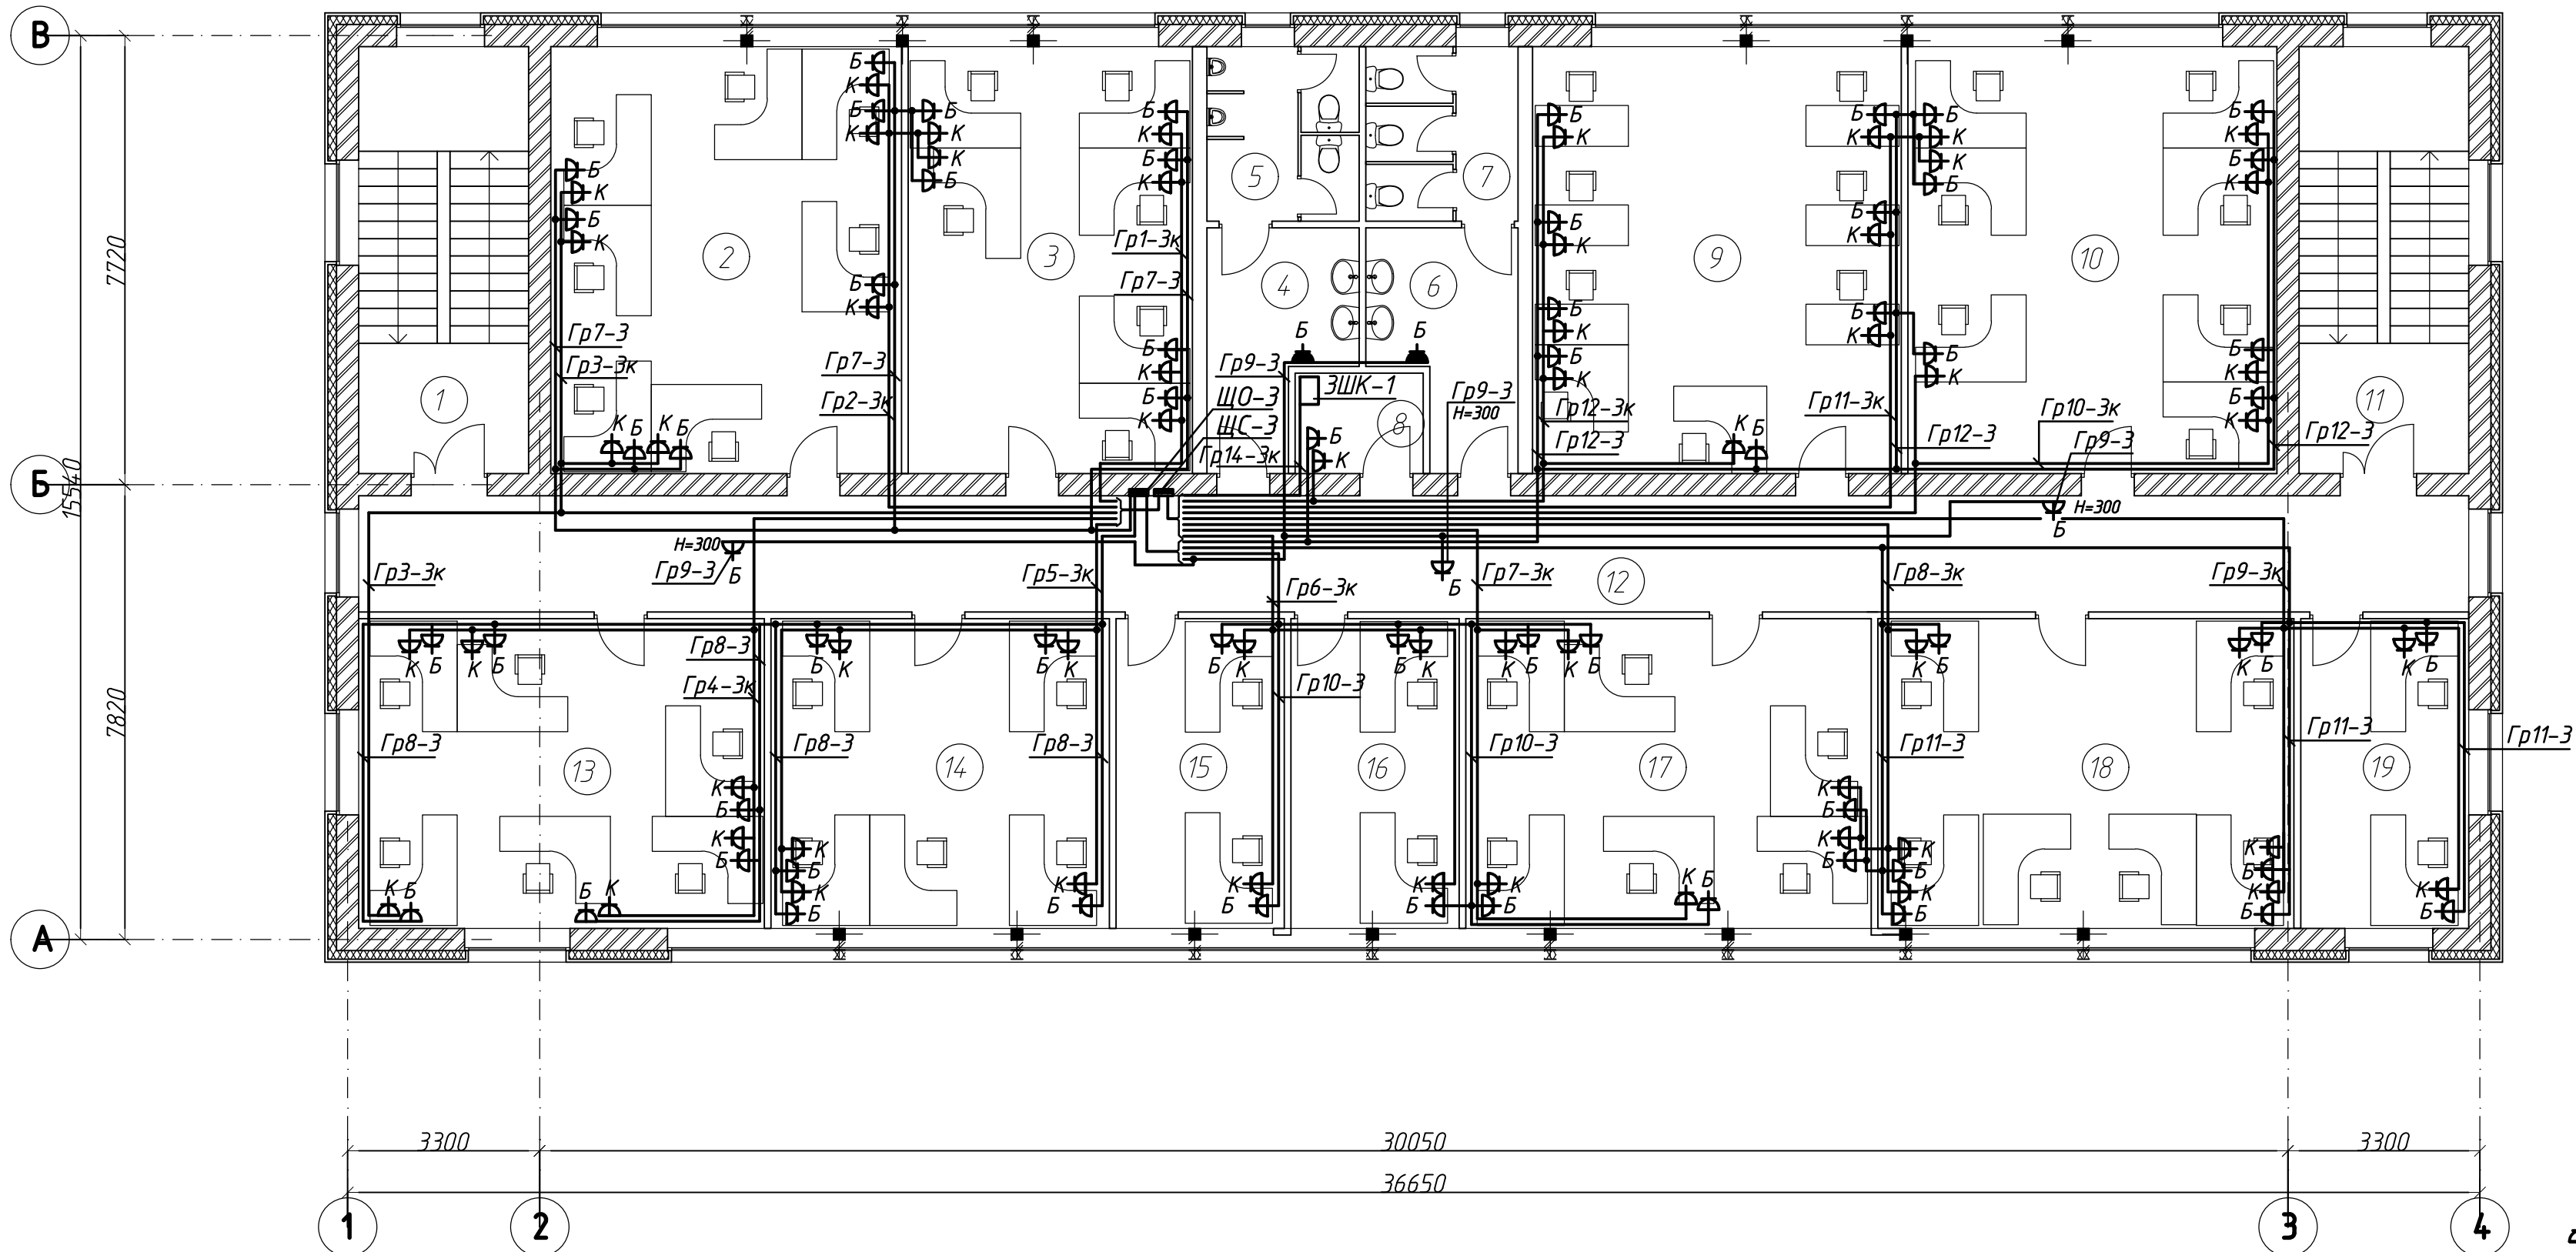 В
Б
К
Б
К
Б
К
К
Б
Б
К
Б
К
Б
К
Б
К
Б
К
К
Б
Б
К
Б
К
Б
К
Б
К
Б
К
5
7
Б
К
Б
К
Б
К
Б
К
7720
2
3
Гр1-3к
Гр7-3
4
6
9
10
Б
К
Б
К
Б
К
Б
К
Б
К
Б
К
Б
К
Гр7-3
Гр3-3к
Гр7-3
Гр2-3к
Б
К
Б
К
Гр9-3
ЩО-3
ЩС-3
Гр14-3к
Б
Б
3ШК-1
8
Гр9-3
Н=300
Б
К
Гр12-3к
Гр12-3
Гр11-3к
Гр12-3
Гр10-3к
Гр9-3
Гр12-3
Б
К
Б
К
1
11
К
Б
К
Б
К
Б
Б
15540
Н=300
Б
Гр9-3
Н=300
Б
Б
Гр3-3к
Гр5-3к
Гр6-3к
Гр7-3к
12
Гр8-3к
Гр9-3к
7820
К
Б
К
Б
Б
К
Б
К
Б
К
Б
К
К
Б
К
Б
К
Б
К
Б
К
Б
Гр8-3
Гр4-3к
Гр10-3
Гр8-3
Гр8-3
Гр8-3
Гр10-3
Гр11-3
Гр11-3
Гр11-3
13
14
15
16
17
18
19
К
Б
К
Б
К
Б
К
Б
К
Б
К
Б
К
Б
К
Б
К
Б
К
Б
К
Б
К
Б
К
Б
К
Б
К
Б
К
Б
Б
К
К
Б
К
Б
А
3300
30050
3300
36650
1
2
3
4